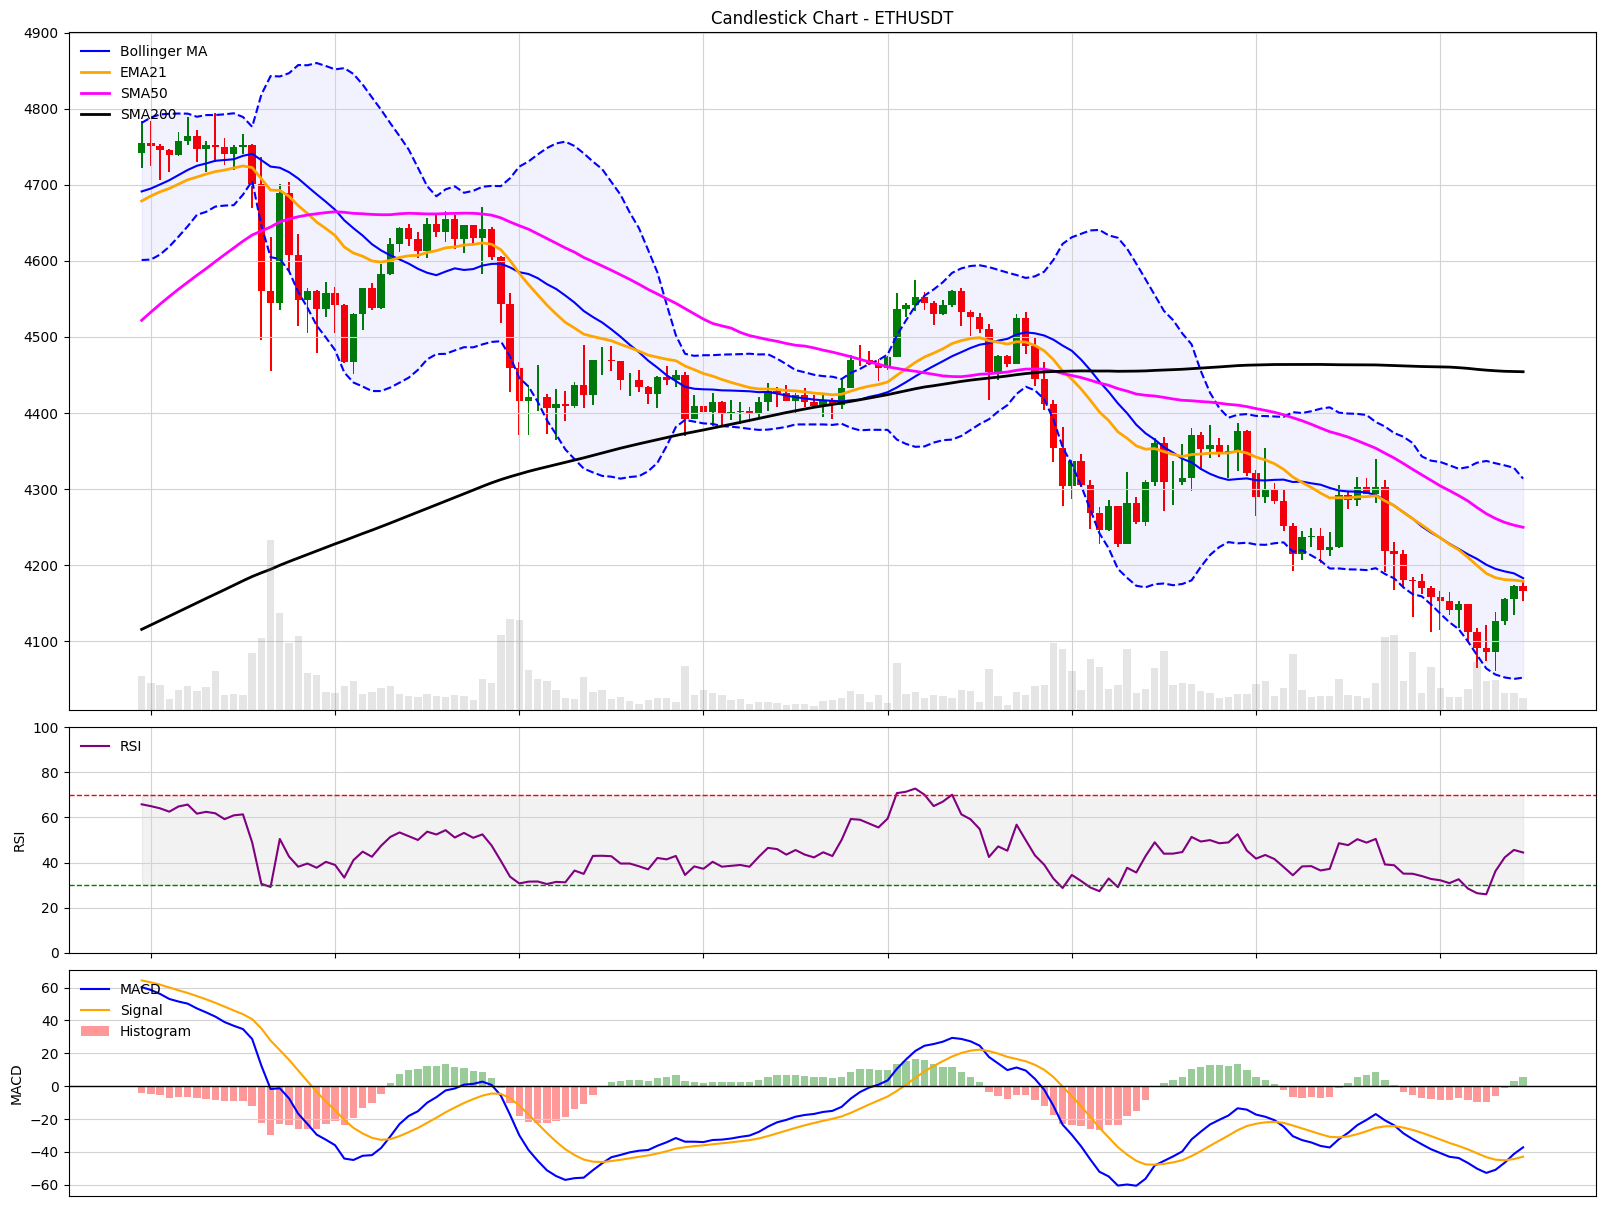 Candlestick Chart - ETHUSDT
4900
4800
4700
4600
4500
4400
4300
4200
4100
Bollinger MA
EMA21
SMA50
SMA200
100
80
60
40
20
0
RSI
RSI
60
40
20
0
−20
−40
−60
MACD
MACD
Signal
Histogram